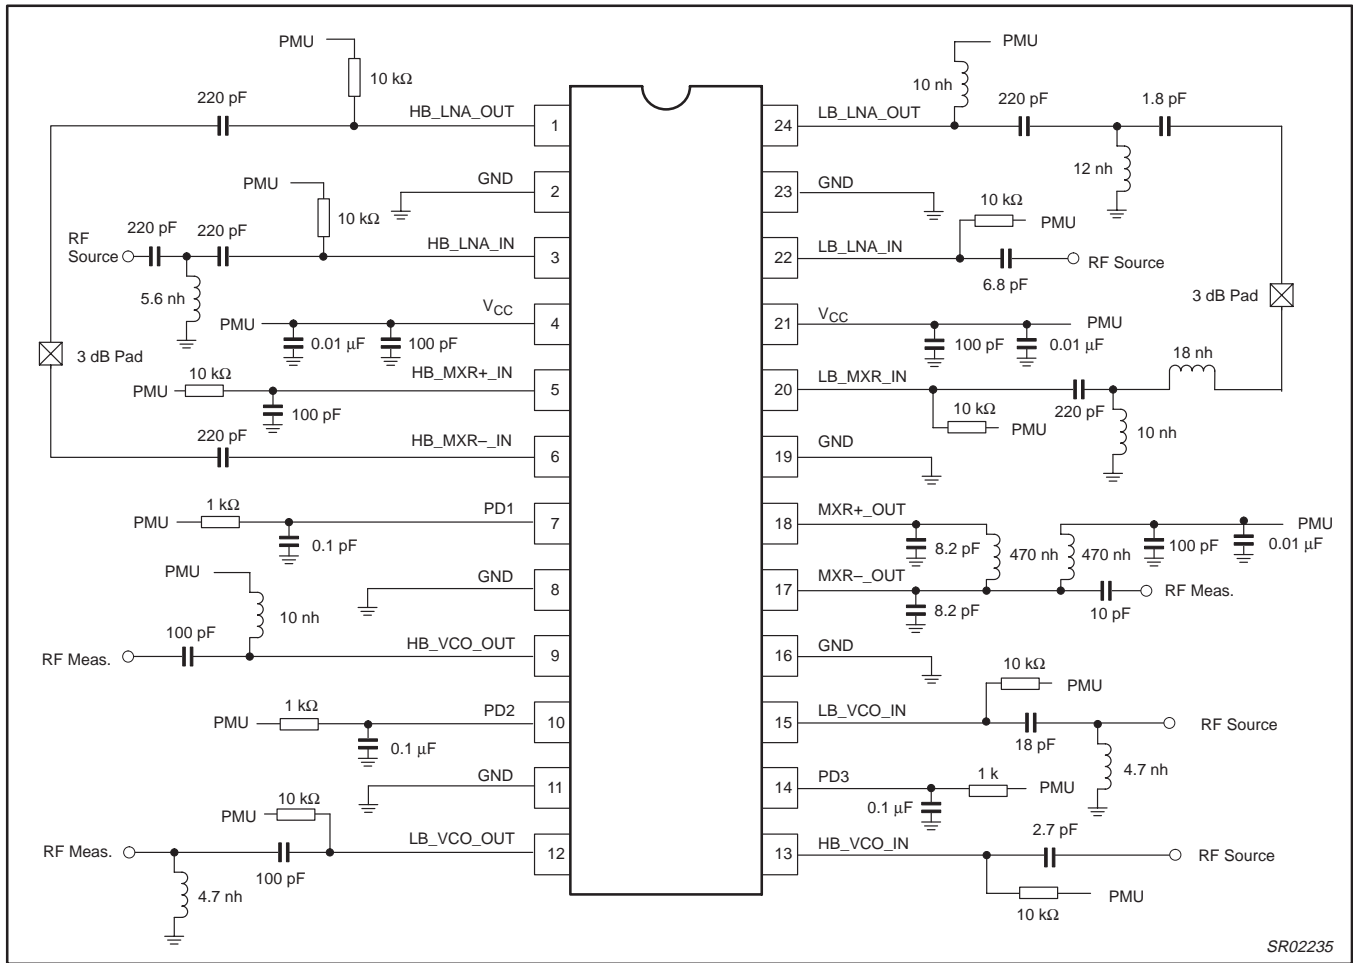 PMU
10 kΩ
220 pF
HB_LNA_OUT
1
GND
2
PMU
10 kΩ
RF
Source
220 pF
220 pF
HB_LNA_IN
3
5.6 nh
VCC
4
PMU
0.01 µF
100 pF
3 dB Pad
10 kΩ
PMU
HB_MXR+_IN
5
100 pF
220 pF
HB_MXR–_IN
6
1 kΩ
PMU
PD1
7
0.1 pF
PMU
GND
8
10 nh
100 pF
RF Meas.
HB_VCO_OUT
9
1 kΩ
PMU
PD2
10
0.1 µF
GND
11
10 kΩ
PMU
RF Meas.
LB_VCO_OUT
12
100 pF
4.7 nh
PMU
10 nh
24
LB_LNA_OUT
220 pF
1.8 pF
12 nh
23
GND
10 kΩ
PMU
22
LB_LNA_IN
RF Source
6.8 pF
3 dB Pad
21
VCC
PMU
100 pF
0.01 µF
18 nh
20
LB_MXR_IN
10 kΩ
PMU
220 pF
10 nh
19
GND
18
MXR+_OUT
PMU
8.2 pF
470 nh
470 nh
100 pF
0.01 µF
17
MXR–_OUT
RF Meas.
8.2 pF
10 pF
16
GND
10 kΩ
PMU
15
LB_VCO_IN
RF Source
18 pF
4.7 nh
14
PD3
1 k
PMU
0.1 µF
13
HB_VCO_IN
2.7 pF
RF Source
PMU
10 kΩ
SR02235